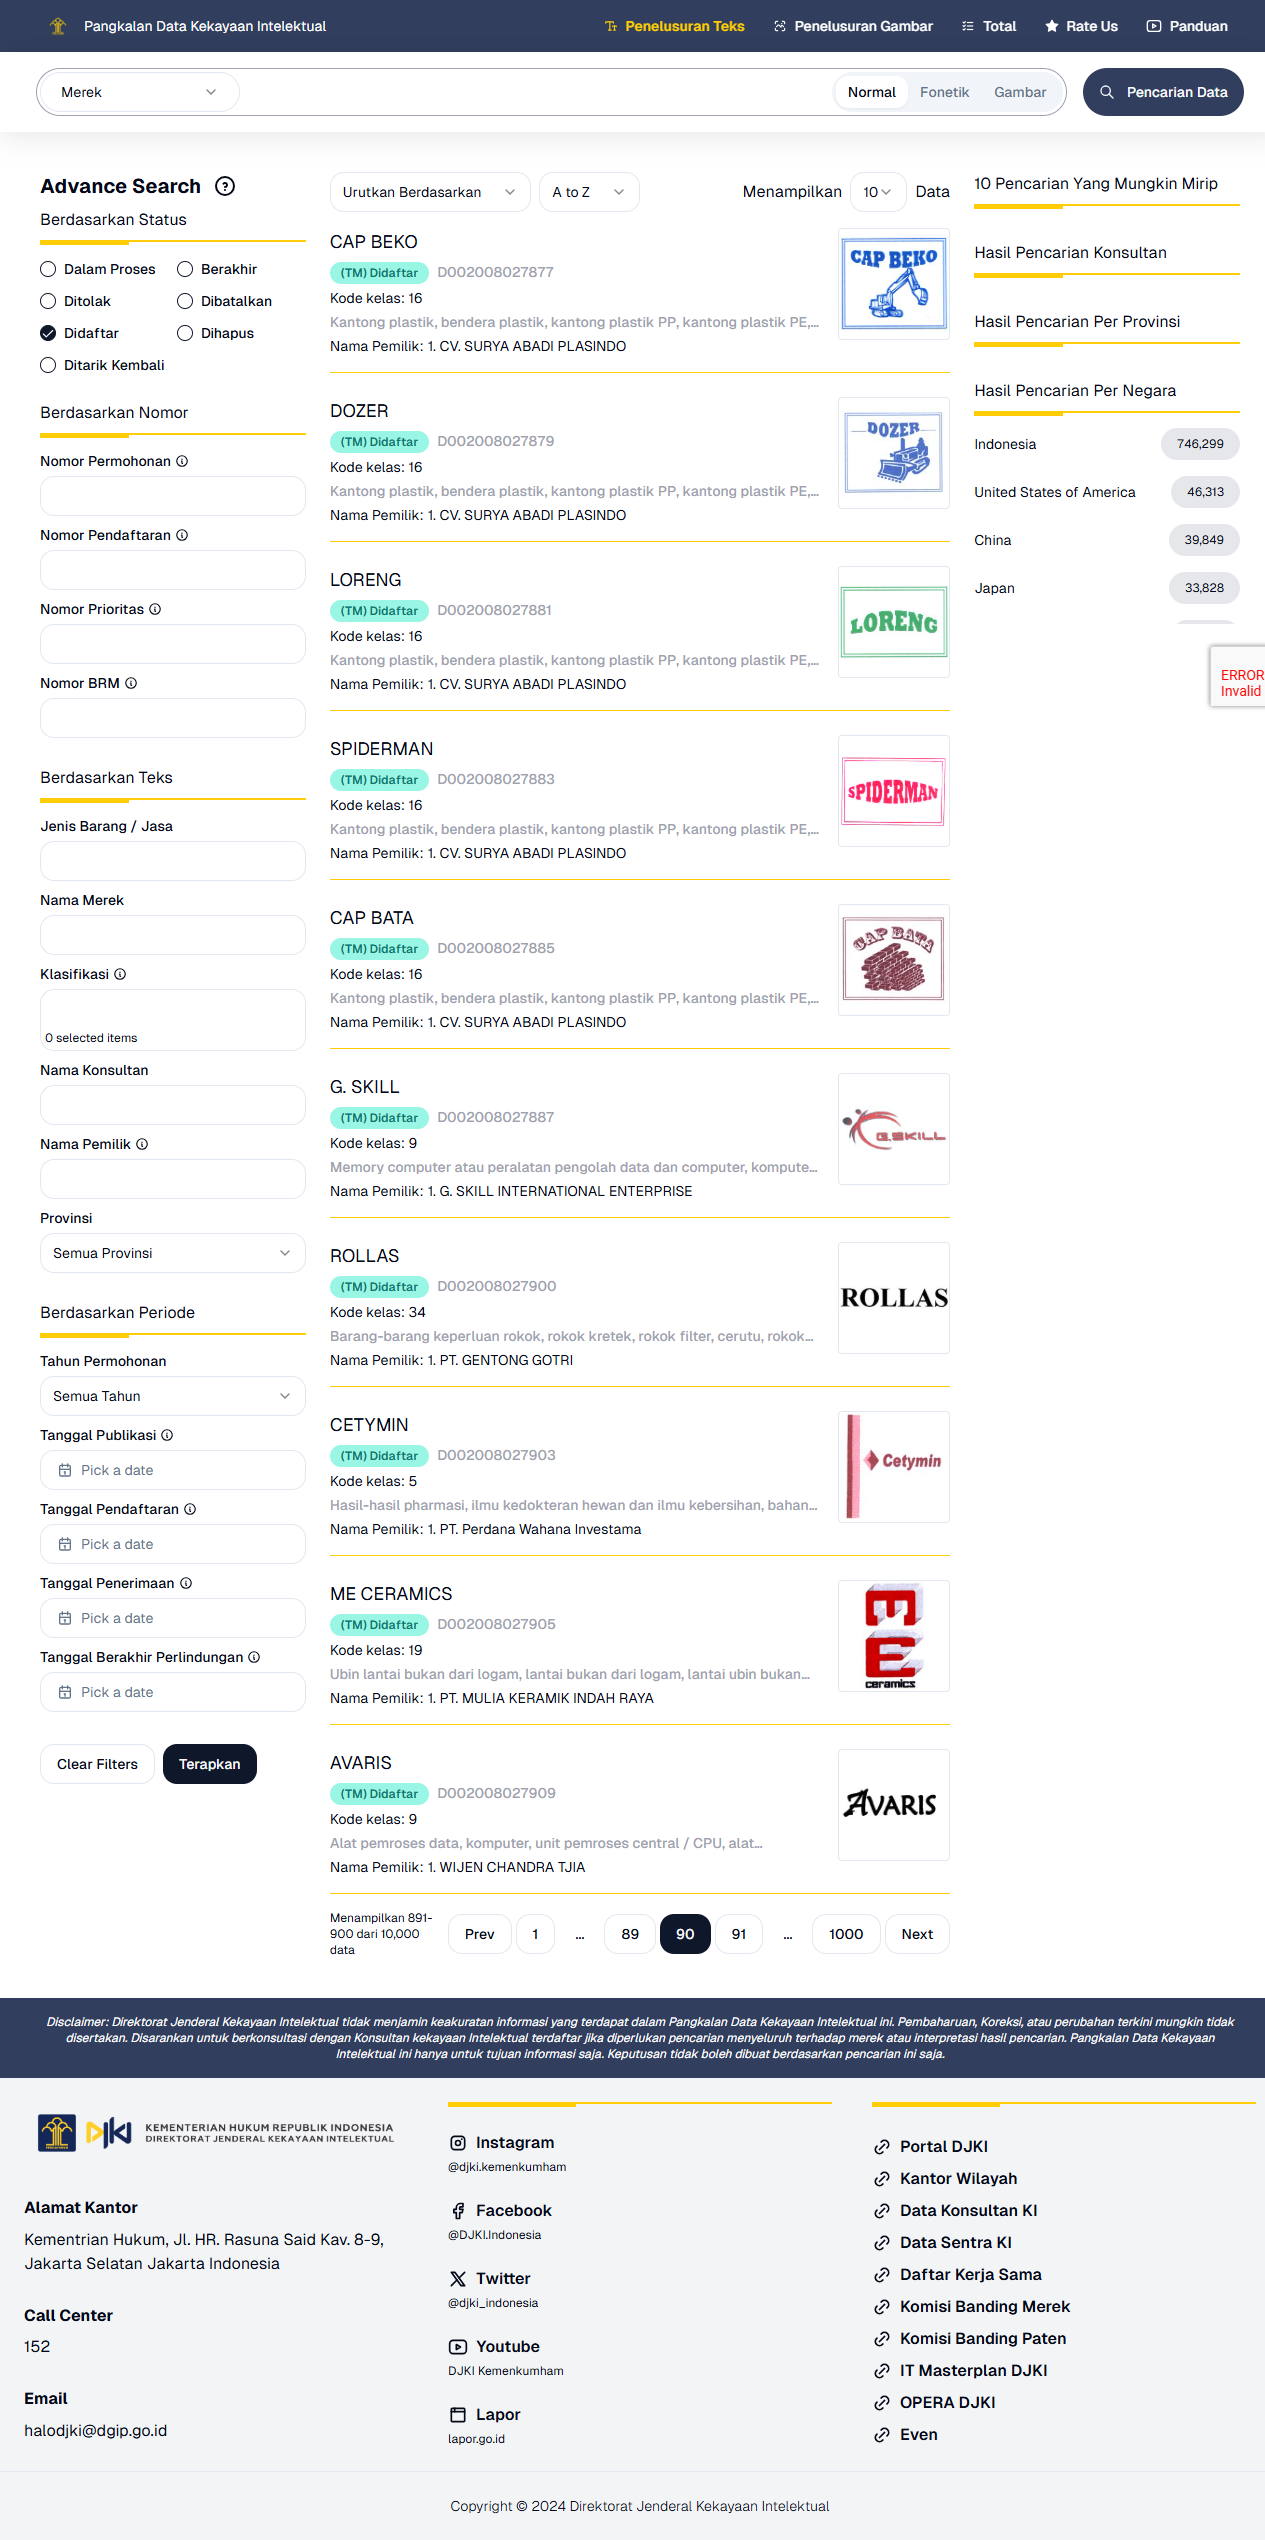 Pangkalan Data Kekayaan Intelektual
Penelusuran Teks
Penelusuran Gambar
Total
Rate Us
Panduan
Merek
Normal
Fonetik
Gambar
Pencarian Data
Advance Search
Berdasarkan Status
Dalam Proses
Berakhir
Ditolak
Dibatalkan
Didaftar
Dihapus
Ditarik Kembali
Berdasarkan Nomor
Nomor Permohonan
Nomor Pendaftaran
Nomor Prioritas
Nomor BRM
Berdasarkan Teks
Jenis Barang / Jasa
Nama Merek
Klasifikasi
0 selected items
Nama Konsultan
Nama Pemilik
Provinsi
Semua Provinsi
Berdasarkan Periode
Tahun Permohonan
Semua Tahun
Tanggal Publikasi
Pick a date
Tanggal Pendaftaran
Pick a date
Tanggal Penerimaan
Pick a date
Tanggal Berakhir Perlindungan
Pick a date
Clear Filters
Terapkan
Urutkan Berdasarkan
A to Z
Menampilkan
10
Data
CAP BEKO
(TM) Didaftar D002008027877
Kode kelas: 16
Kantong plastik, bendera plastik, kantong plastik PP, kantong plastik PE,...
Nama Pemilik: 1. CV. SURYA ABADI PLASINDO
CAP BEKO
DOZER
(TM) Didaftar D002008027879
Kode kelas: 16
Kantong plastik, bendera plastik, kantong plastik PP, kantong plastik PE,...
Nama Pemilik: 1. CV. SURYA ABADI PLASINDO
DOZER
LORENG
(TM) Didaftar D002008027881
Kode kelas: 16
Kantong plastik, bendera plastik, kantong plastik PP, kantong plastik PE,...
Nama Pemilik: 1. CV. SURYA ABADI PLASINDO
LORENG
SPIDERMAN
(TM) Didaftar D002008027883
Kode kelas: 16
Kantong plastik, bendera plastik, kantong plastik PP, kantong plastik PE,...
Nama Pemilik: 1. CV. SURYA ABADI PLASINDO
SPIDERMAN
CAP BATA
(TM) Didaftar D002008027885
Kode kelas: 16
Kantong plastik, bendera plastik, kantong plastik PP, kantong plastik PE,...
Nama Pemilik: 1. CV. SURYA ABADI PLASINDO
CAP BATA
G. SKILL
(TM) Didaftar D002008027887
Kode kelas: 9
Memory computer atau peralatan pengolah data dan computer, kompute...
Nama Pemilik: 1. G. SKILL INTERNATIONAL ENTERPRISE
G.SKILL
ROLLAS
(TM) Didaftar D002008027900
Kode kelas: 34
Barang-barang keperluan rokok, rokok kretek, rokok filter, cerutu, rokok...
Nama Pemilik: 1. PT. GENTONG GOTRI
ROLLAS
CETYMIN
(TM) Didaftar D002008027903
Kode kelas: 5
Hasil-hasil pharmasi, ilmu kedokteran hewan dan ilmu kebersihan, bahan...
Nama Pemilik: 1. PT. Perdana Wahana Investama
Cetymin
ME CERAMICS
(TM) Didaftar D002008027905
Kode kelas: 19
Ubin lantai bukan dari logam, lantai bukan dari logam, lantai ubin bukan...
Nama Pemilik: 1. PT. MULIA KERAMIK INDAH RAYA
ME
ceramics
AVARIS
(TM) Didaftar D002008027909
Kode kelas: 9
Alat pemroses data, komputer, unit pemroses central / CPU, alat...
Nama Pemilik: 1. WIJEN CHANDRA TJIA
AVARIS
Menampilkan 891-
900 dari 10,000
data
Prev
1
...
89
90
91
...
1000
Next
10 Pencarian Yang Mungkin Mirip
Hasil Pencarian Konsultan
Hasil Pencarian Per Provinsi
Hasil Pencarian Per Negara
Indonesia 746,299
United States of America 46,313
China 39,849
Japan 33,828
ERROR
Invalid
Disclaimer: Direktorat Jenderal Kekayaan Intelektual tidak menjamin keakuratan informasi yang terdapat dalam Pangkalan Data Kekayaan Intelektual ini. Pembaharuan, Koreksi, atau perubahan terkini mungkin tidak
disertakan. Disarankan untuk berkonsultasi dengan Konsultan kekayaan Intelektual terdaftar jika diperlukan pencarian menyeluruh terhadap merek atau interpretasi hasil pencarian. Pangkalan Data Kekayaan
Intelektual ini hanya untuk tujuan informasi saja. Keputusan tidak boleh dibuat berdasarkan pencarian ini saja.
DJKI
KEMENTERIAN HUKUM REPUBLIK INDONESIA
DIREKTORAT JENDERAL KEKAYAAN INTELEKTUAL
Alamat Kantor
Kementrian Hukum, Jl. HR. Rasuna Said Kav. 8-9,
Jakarta Selatan Jakarta Indonesia
Call Center
152
Email
halodjki@dgip.go.id
Instagram
@djki.kemenkumham
Facebook
@DJKI.Indonesia
Twitter
@djki_indonesia
Youtube
DJKI Kemenkumham
Lapor
lapor.go.id
Portal DJKI
Kantor Wilayah
Data Konsultan KI
Data Sentra KI
Daftar Kerja Sama
Komisi Banding Merek
Komisi Banding Paten
IT Masterplan DJKI
OPERA DJKI
Even
Copyright © 2024 Direktorat Jenderal Kekayaan Intelektual